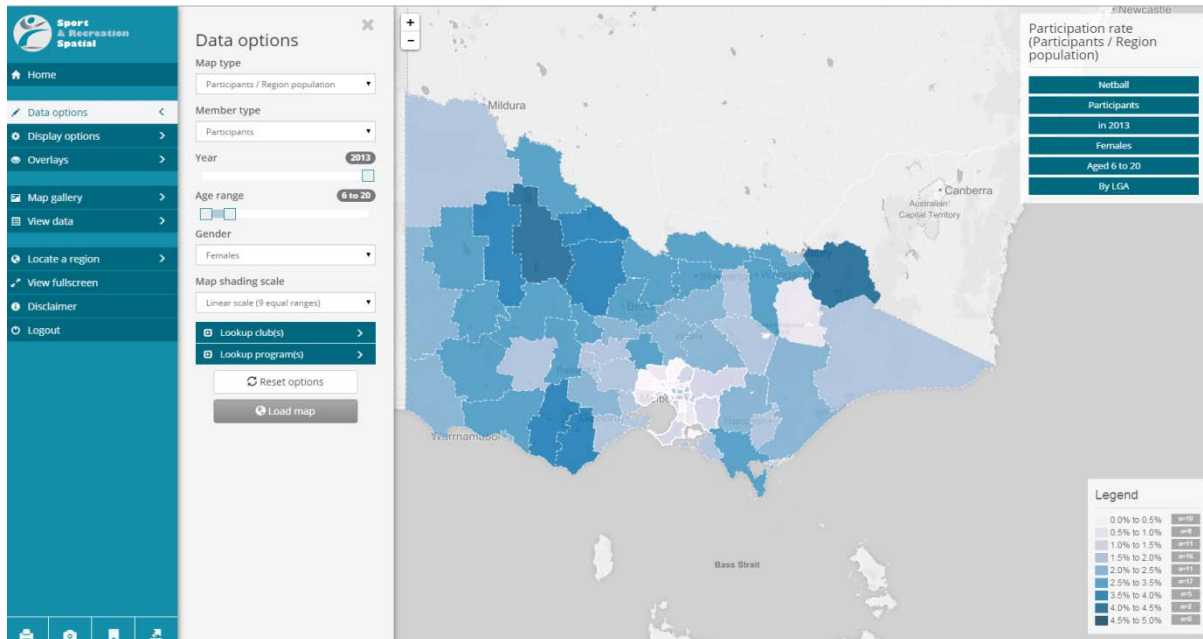 Sport
& Recreation
Spatial
Home
Data options
Display options
Overlays
Map gallery
View data
Locate a region
View fullscreen
Disclaimer
Logout
Data options
Map type
Participants / Region population
Member type
Participants
Year
2013
Age range
6 to 20
Gender
Females
Map shading scale
Linear scale (9 equal ranges)
Lookup club(s)
Lookup program(s)
Reset options
Load map
+
−
Newcastle
Mildura
Canberra
Australian
Capital Territory
Warrnambool
Bass Strait
Participation rate
(Participants / Region
population)
Netball
Participants
in 2013
Females
Aged 6 to 20
By LGA
Legend
0.0% to 0.5%
0.5% to 1.0%
1.0% to 1.5% n=11
1.5% to 2.0%
2.0% to 2.5% n=11
2.5% to 3.5% n=17
3.5% to 4.0%
4.0% to 4.5%
4.5% to 5.0%